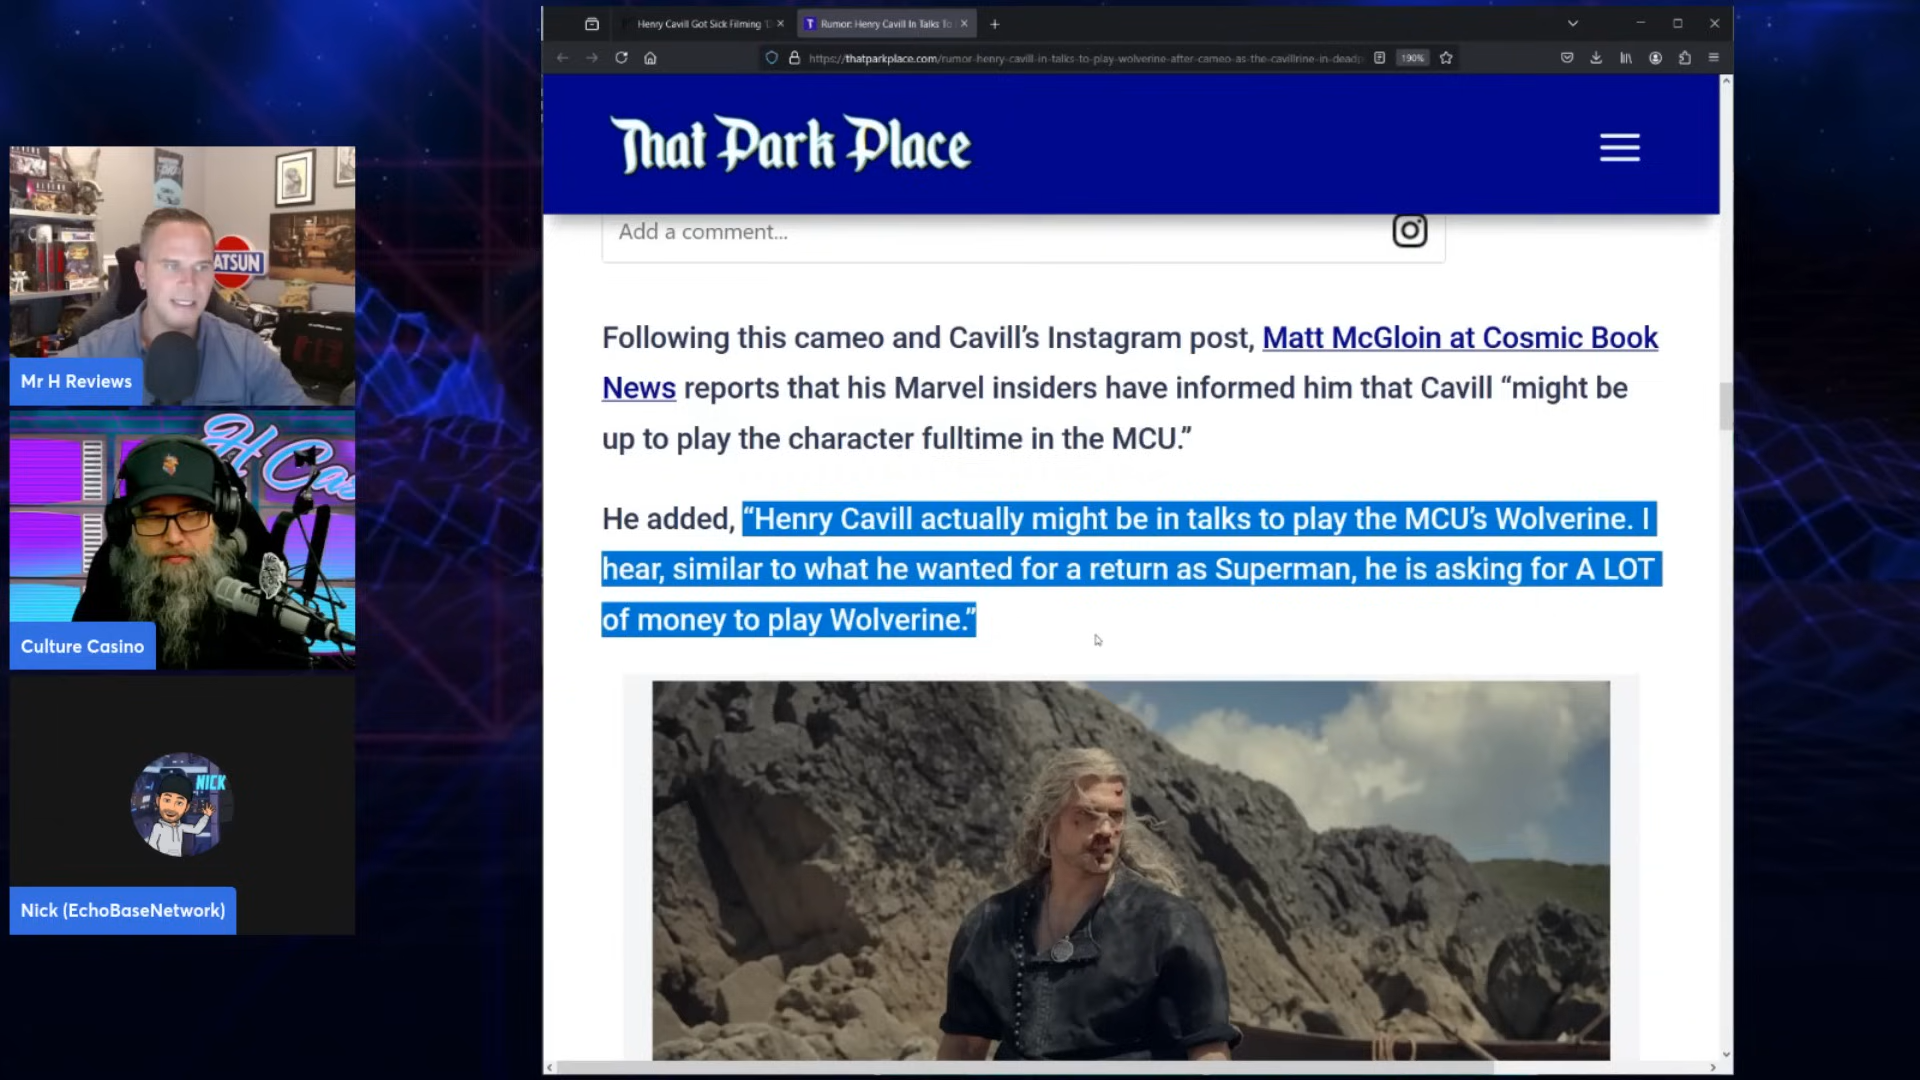 Henry Cavill Got Sick Filming
Rumor: Henry Cavill In Talks To
https://thatparkplace.com/rumor-henry-cavill-in-talks-to-play-wolverine-after-cameo-as-the-cavillrine-in-deadp
190%
That Park Place
Add a comment...
Following this cameo and Cavill’s Instagram post, Matt McGloin at Cosmic Book
News reports that his Marvel insiders have informed him that Cavill “might be
up to play the character fulltime in the MCU.”
He added, “Henry Cavill actually might be in talks to play the MCU’s Wolverine. I
hear, similar to what he wanted for a return as Superman, he is asking for A LOT
of money to play Wolverine.”
ATSUN
Mr H Reviews
H Cas
Culture Casino
NICK
Nick (EchoBaseNetwork)